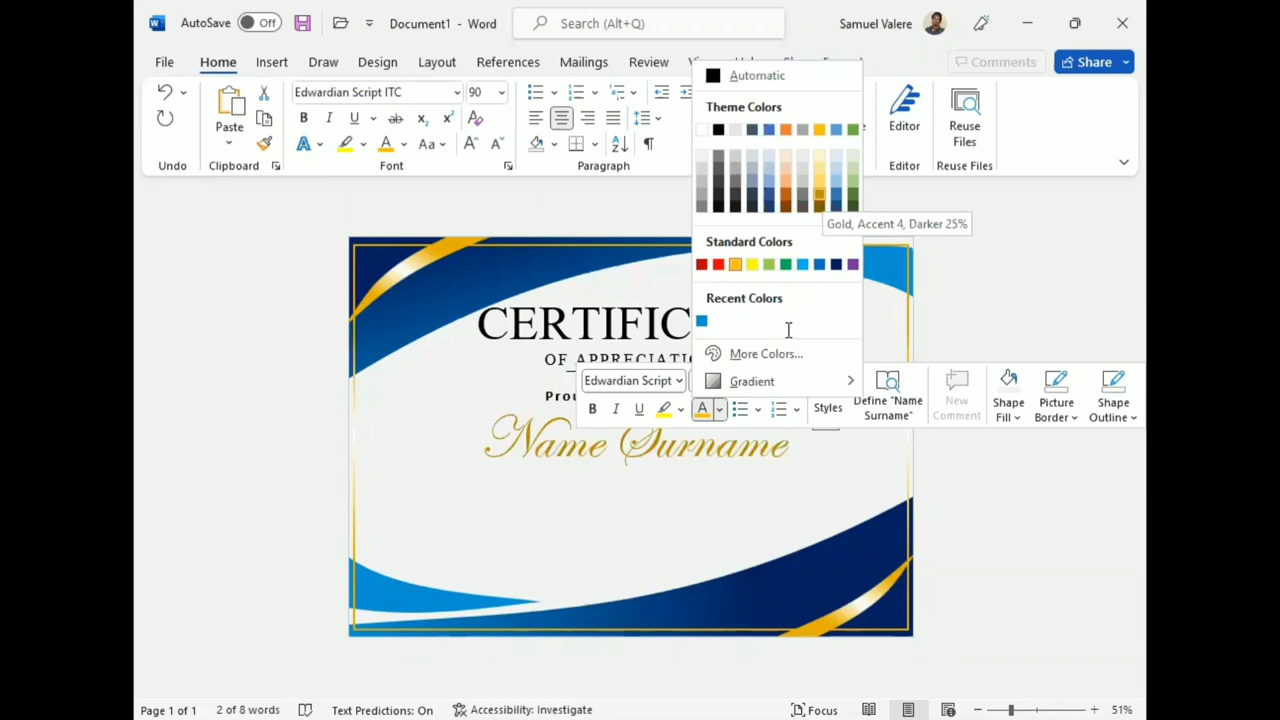 AutoSave Off Document1 - Word Search (Alt+Q) Samuel Valere
File Home Insert Draw Design Layout References Mailings Review Comments Share
Edwardian Script ITC 90
Paste
Editor
Reuse
Files
Undo Clipboard Font Paragraph Editor Reuse Files
Automatic
Theme Colors
Gold, Accent 4, Darker 25%
Standard Colors
Recent Colors
More Colors...
Gradient
CERTIFIC
OF APPRECIATIO
Prou
Edwardian Script
Styles
Define "Name
Surname"
New
Comment
Shape
Fill
Picture
Border
Shape
Outline
Name Surname
Page 1 of 1 2 of 8 words Text Predictions: On Accessibility: Investigate Focus 51%